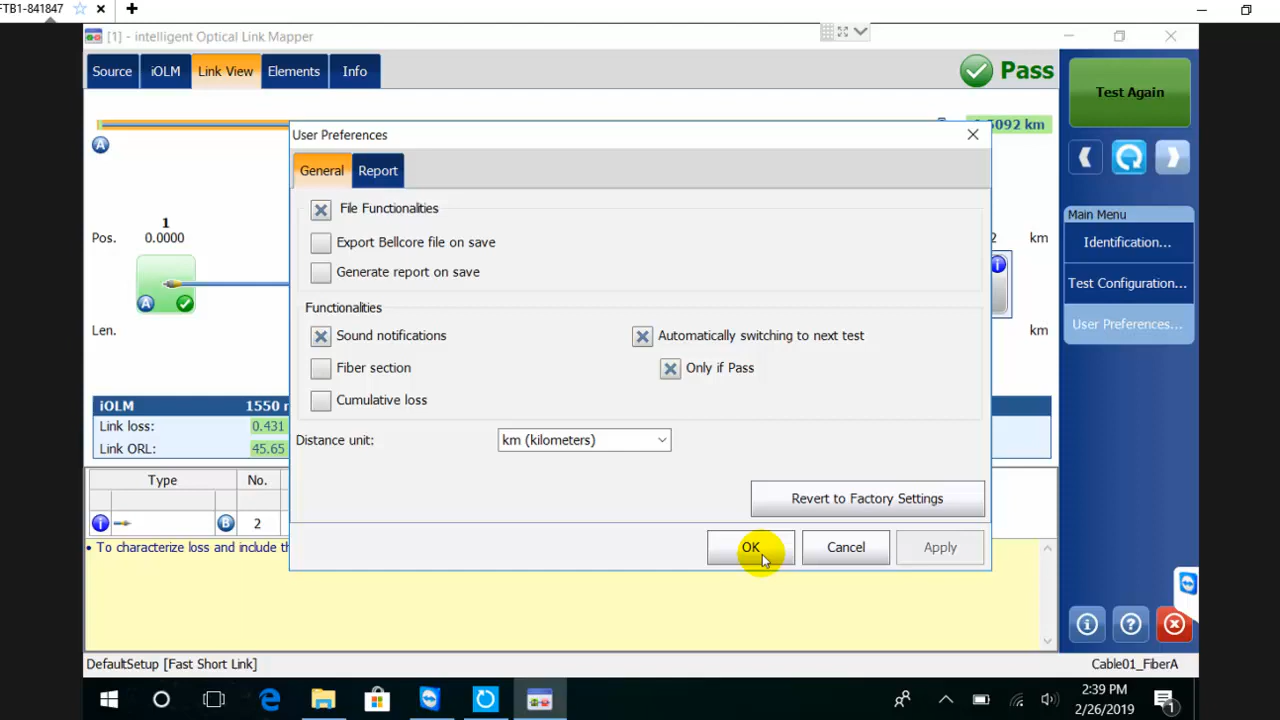 FTB1-841847
[1] - intelligent Optical Link Mapper
Source iOLM Link View Elements Info
Pass
Test Again
5092 km
A
User Preferences
General Report
Main Menu
Identification...
Test Configuration...
User Preferences...
1
Pos. 0.0000
2 km
A
Len. km
File Functionalities
Export Bellcore file on save
Generate report on save
Functionalities
Sound notifications
Automatically switching to next test
Fiber section
Only if Pass
Cumulative loss
Distance unit: km (kilometers)
Revert to Factory Settings
OK Cancel Apply
iOLM 1550
Link loss: 0.431
Link ORL: 45.65
Type No.
B 2
• To characterize loss and include
DefaultSetup [Fast Short Link]
Cable01_FiberA
2:39 PM
2/26/2019
1